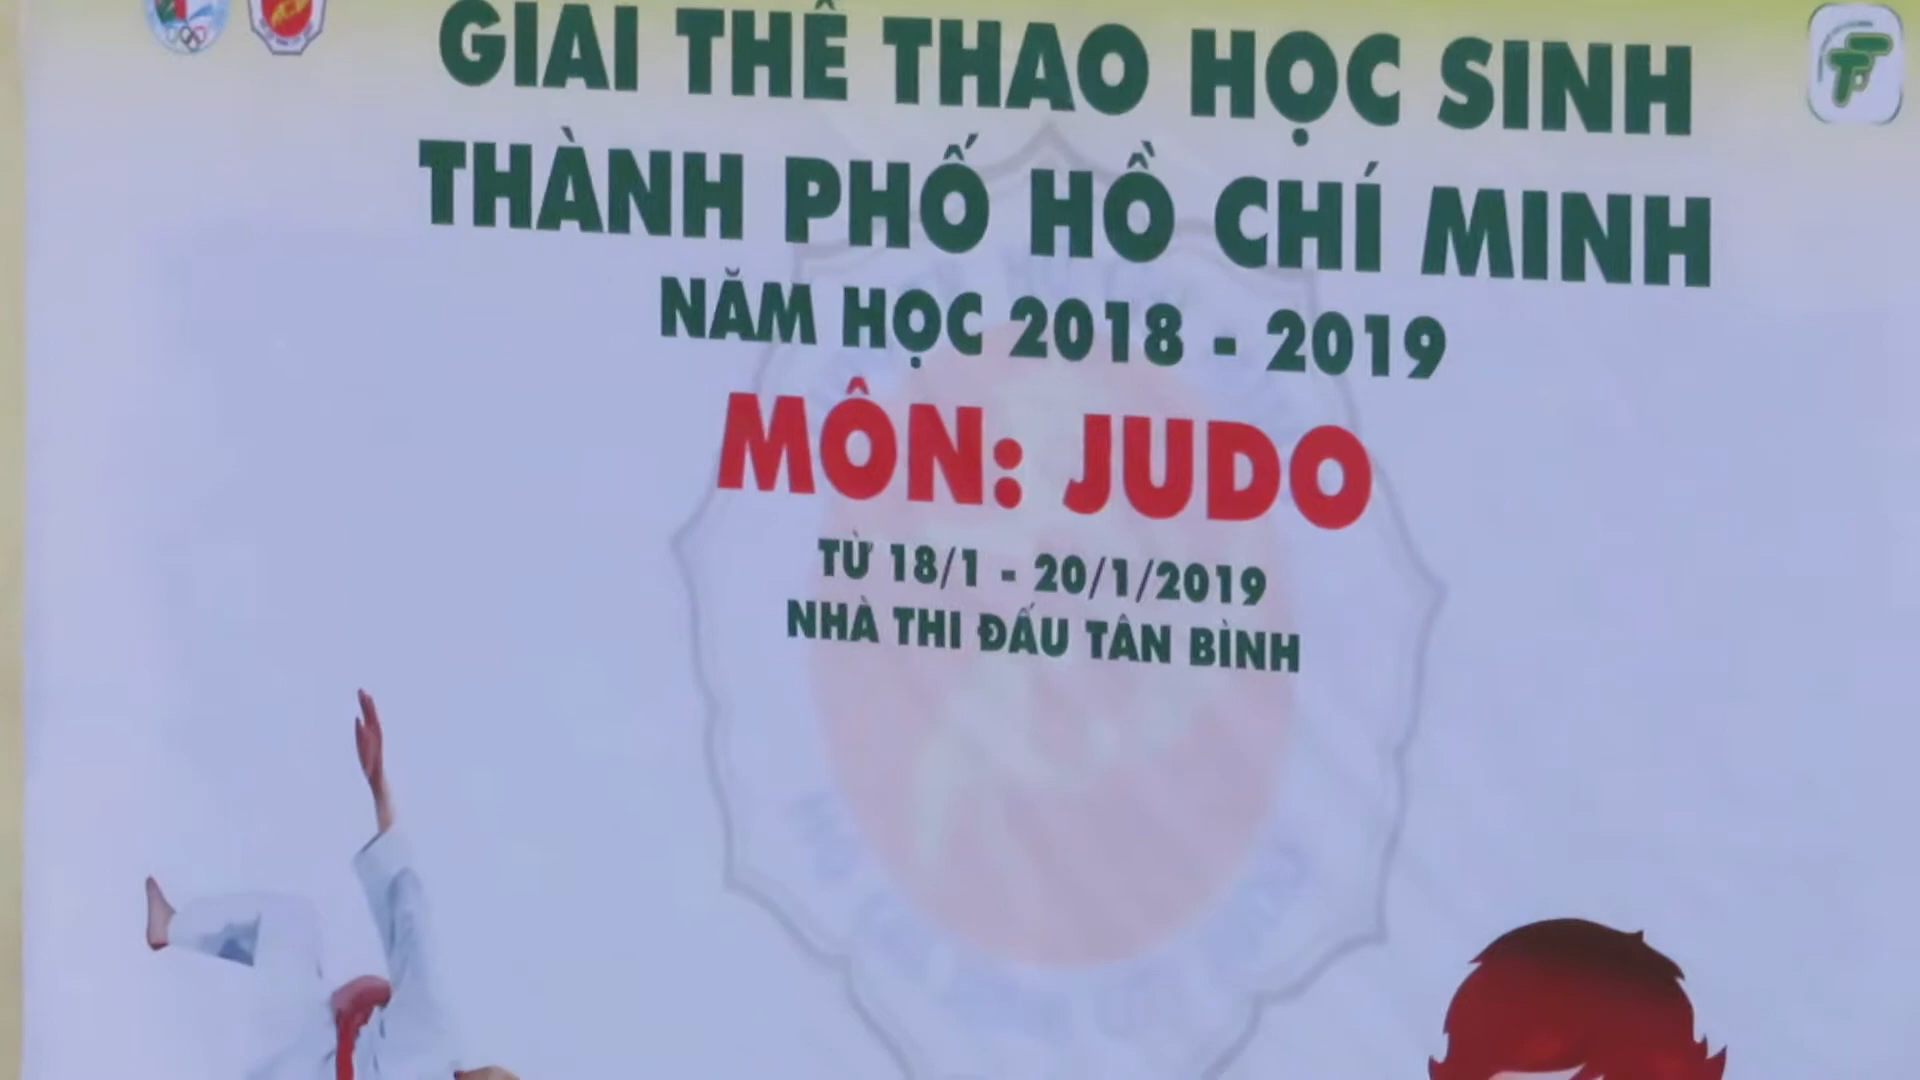 GIẢI THỂ THAO HỌC SINH
THÀNH PHỐ HỒ CHÍ MINH
NĂM HỌC 2018 - 2019
MÔN: JUDO
TỪ 18/1 - 20/1/2019
NHÀ THI ĐẤU TÂN BÌNH